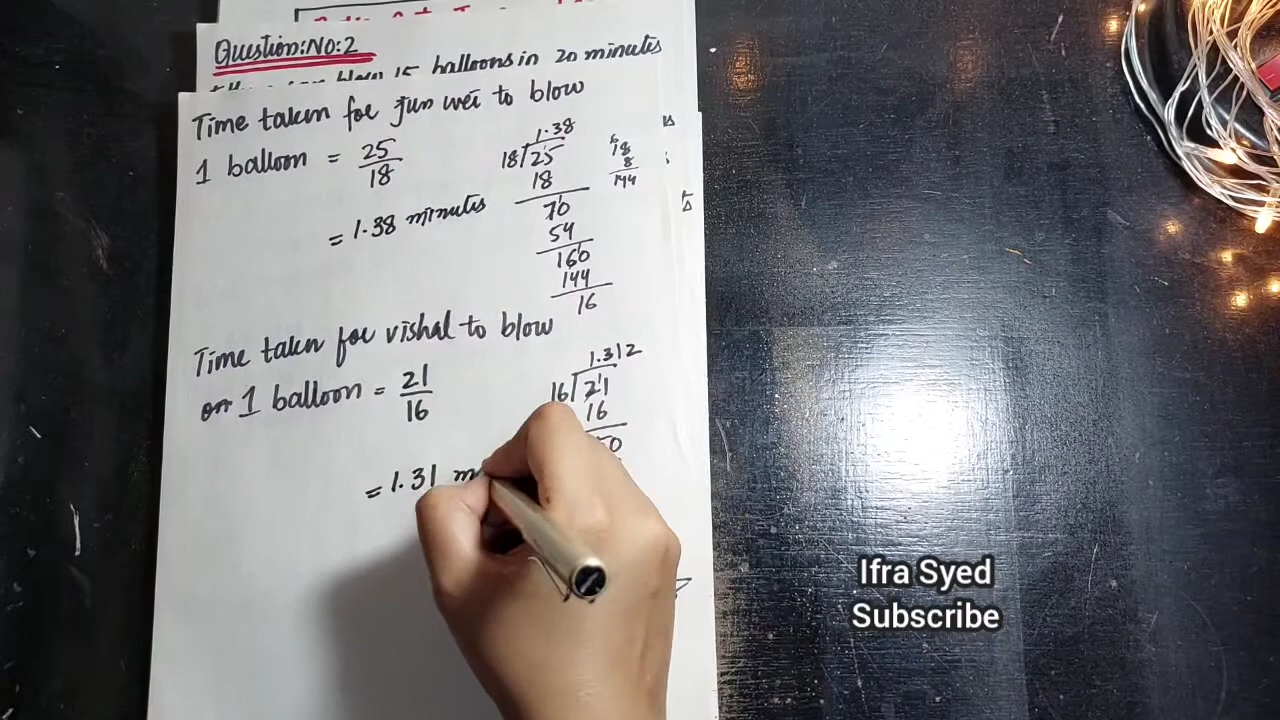 Question:No:2
blow 15 balloons in 20 minutes
Time taken for Jun wei to blow
1 balloon = 25/18
= 1.38 minutes
1.38
18 25
18
70
54
160
144
16
18
8
144
Time taken for vishal to blow
1 balloon = 21/16
= 1.31 m
1.312
16 21
16
50
Ifra Syed
Subscribe